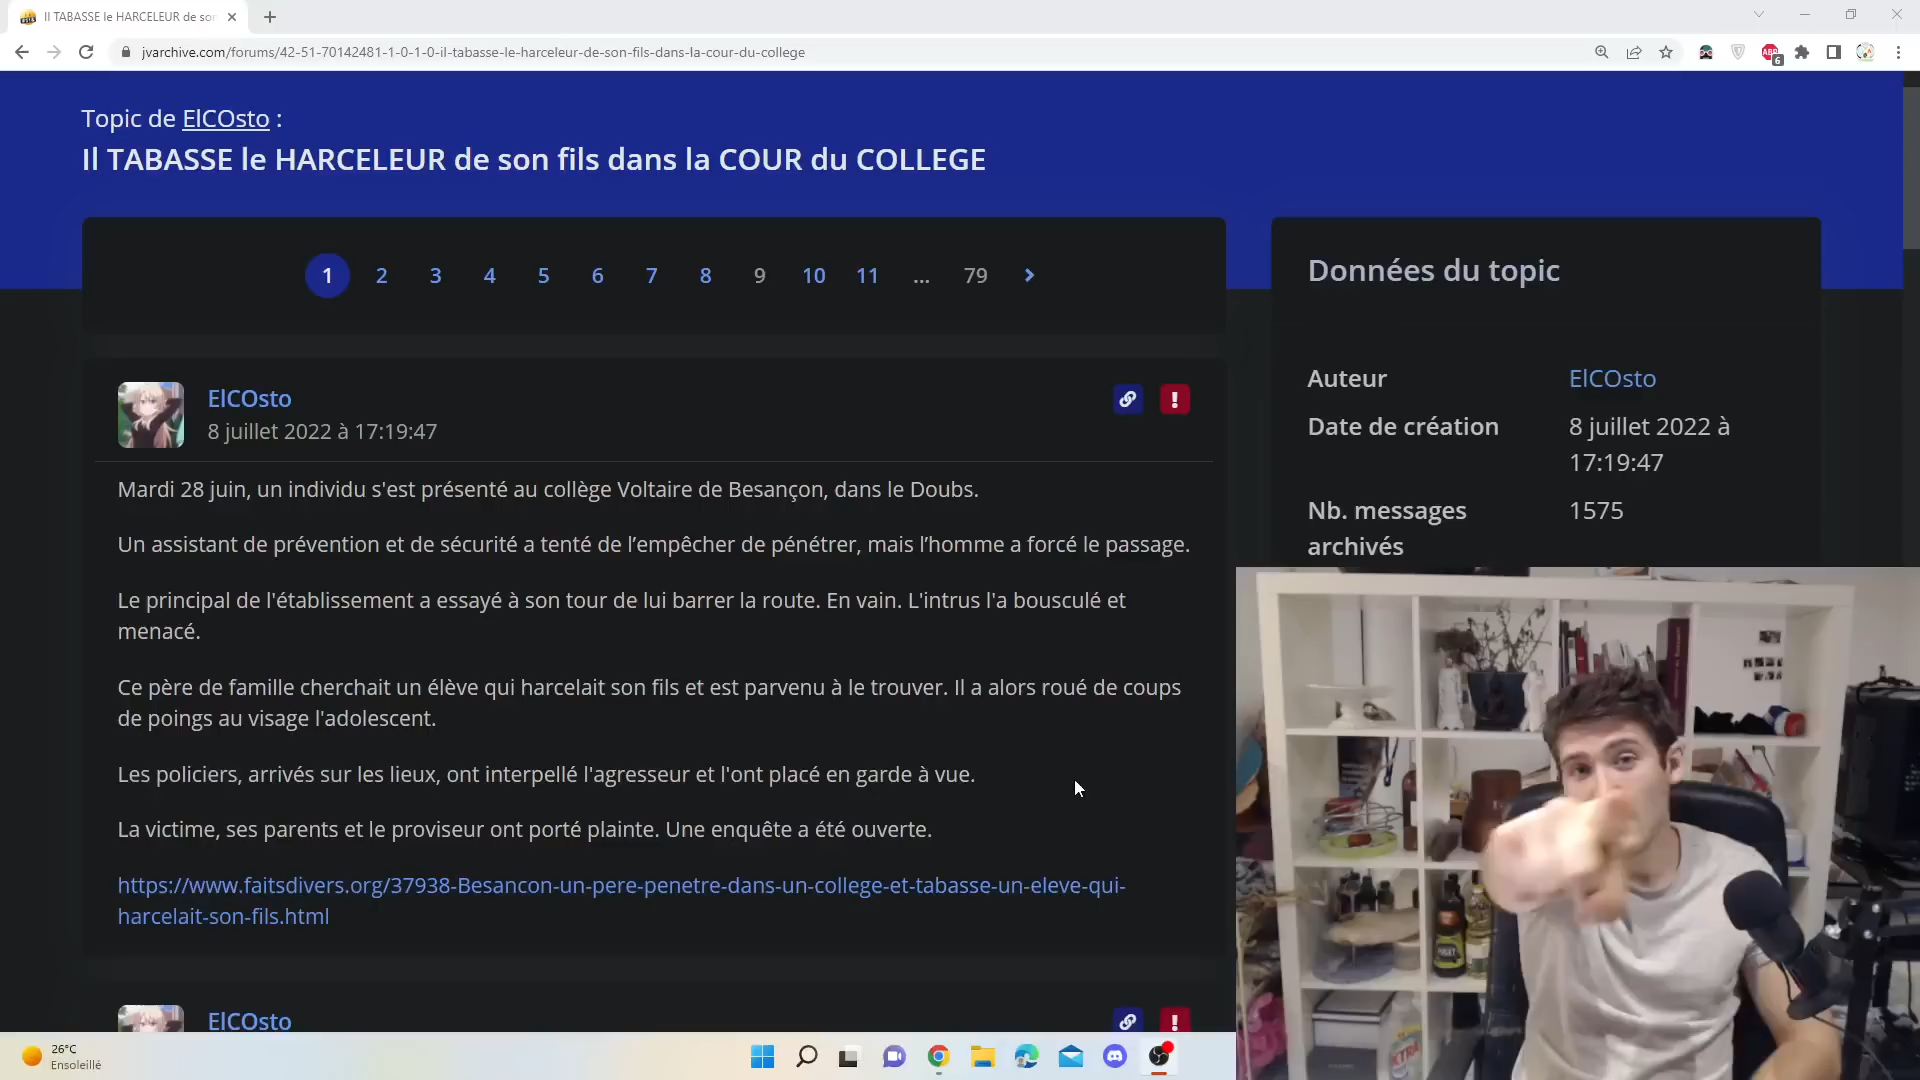 Il TABASSE le HARCELEUR de son
jvarchive.com/forums/42-51-70142481-1-0-1-0-il-tabasse-le-harceleur-de-son-fils-dans-la-cour-du-college
ABP
6
Topic de ElCOsto :
Il TABASSE le HARCELEUR de son fils dans la COUR du COLLEGE
1 2 3 4 5 6 7 8 9 10 11 ... 79
ElCOsto
8 juillet 2022 à 17:19:47
Mardi 28 juin, un individu s'est présenté au collège Voltaire de Besançon, dans le Doubs.
Un assistant de prévention et de sécurité a tenté de l’empêcher de pénétrer, mais l’homme a forcé le passage.
Le principal de l'établissement a essayé à son tour de lui barrer la route. En vain. L'intrus l'a bousculé et
menacé.
Ce père de famille cherchait un élève qui harcelait son fils et est parvenu à le trouver. Il a alors roué de coups
de poings au visage l'adolescent.
Les policiers, arrivés sur les lieux, ont interpellé l'agresseur et l'ont placé en garde à vue.
La victime, ses parents et le proviseur ont porté plainte. Une enquête a été ouverte.
https://www.faitsdivers.org/37938-Besancon-un-pere-penetre-dans-un-college-et-tabasse-un-eleve-qui-
harcelait-son-fils.html
ElCOsto
Données du topic
Auteur ElCOsto
Date de création 8 juillet 2022 à
17:19:47
Nb. messages 1575
archivés
26°C
Ensoleillé